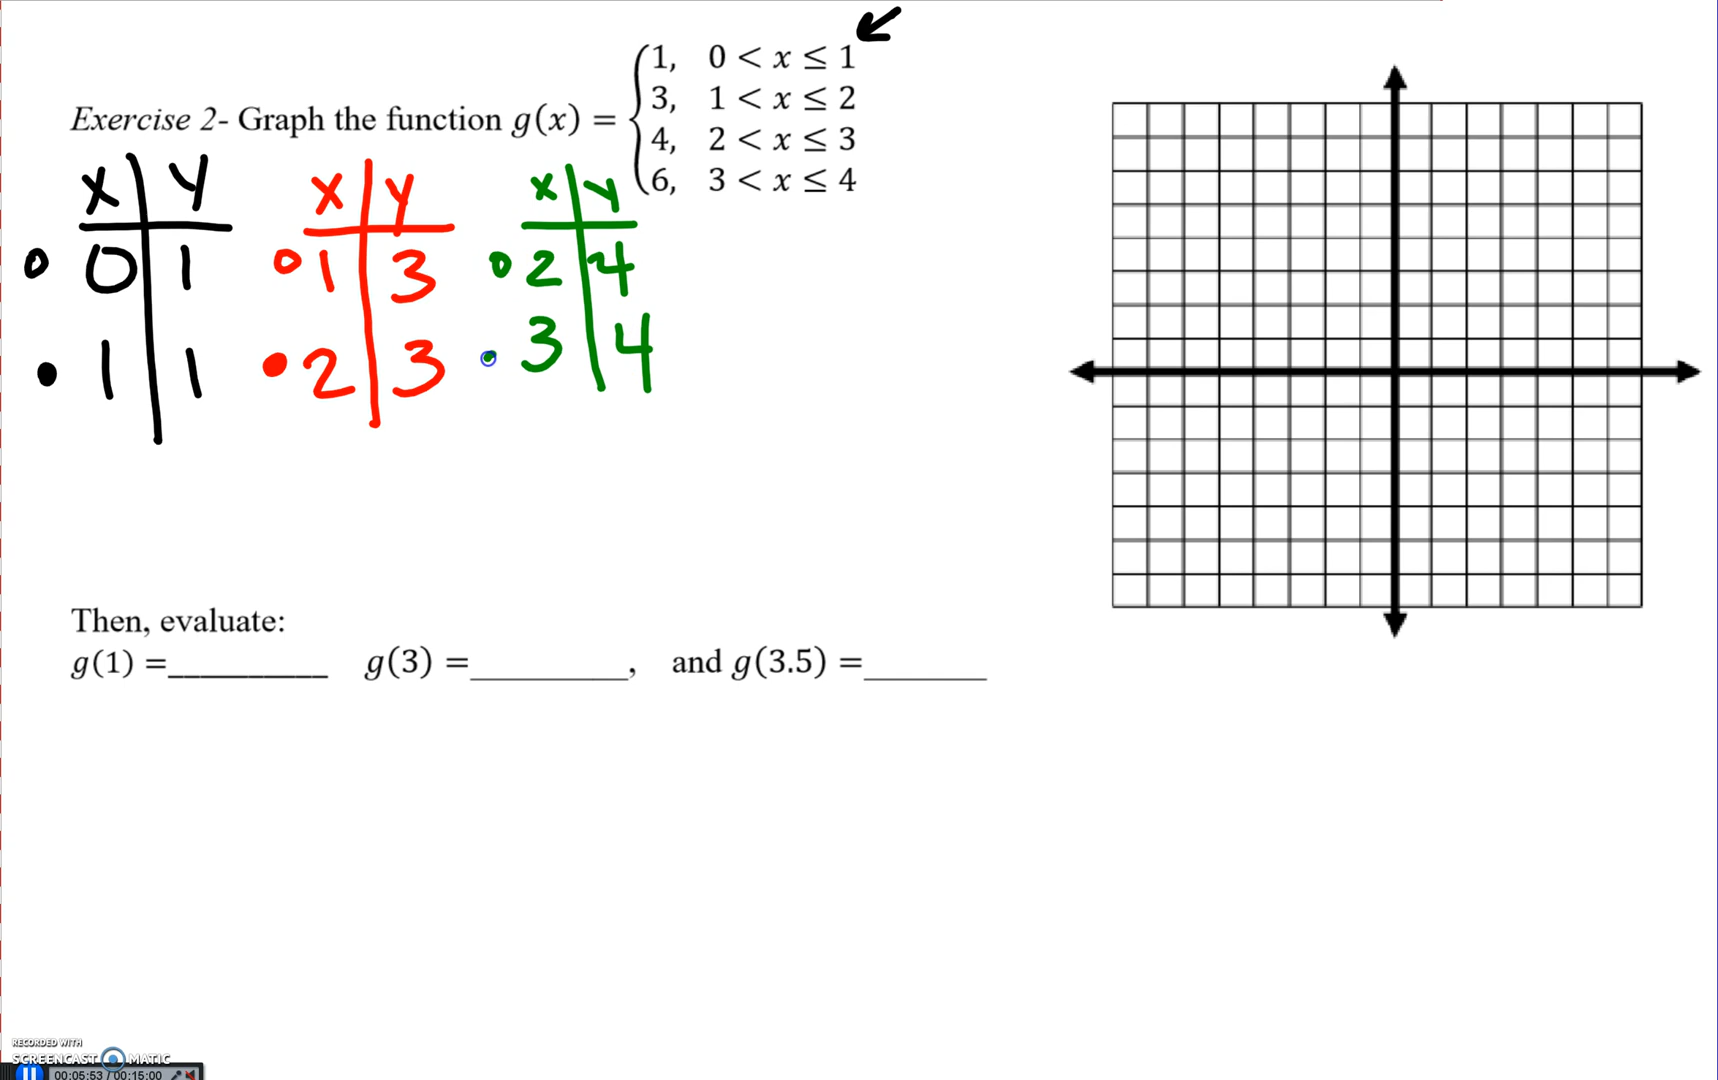 Exercise 2- Graph the function g(x) = {1, 0 < x ≤ 1
3, 1 < x ≤ 2
4, 2 < x ≤ 3
6, 3 < x ≤ 4
x y
0 1
1 1
x y
1 3
2 3
x y
2 4
3 4
Then, evaluate:
g(1) =__________ g(3) =__________, and g(3.5) =________
RECORDED WITH
SCREENCAST MATIC
00:05:53 / 00:15:00